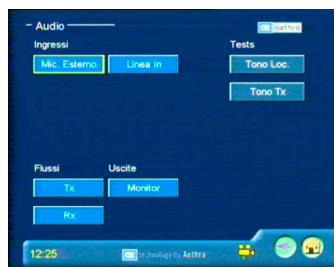 Audio
aethra
Ingressi
Tests
Mic. Esterno
Linea In
Tono Loc.
Tono Tx
Flussi
Uscite
Tx
Monitor
Rx
12:25
technology by Aethra